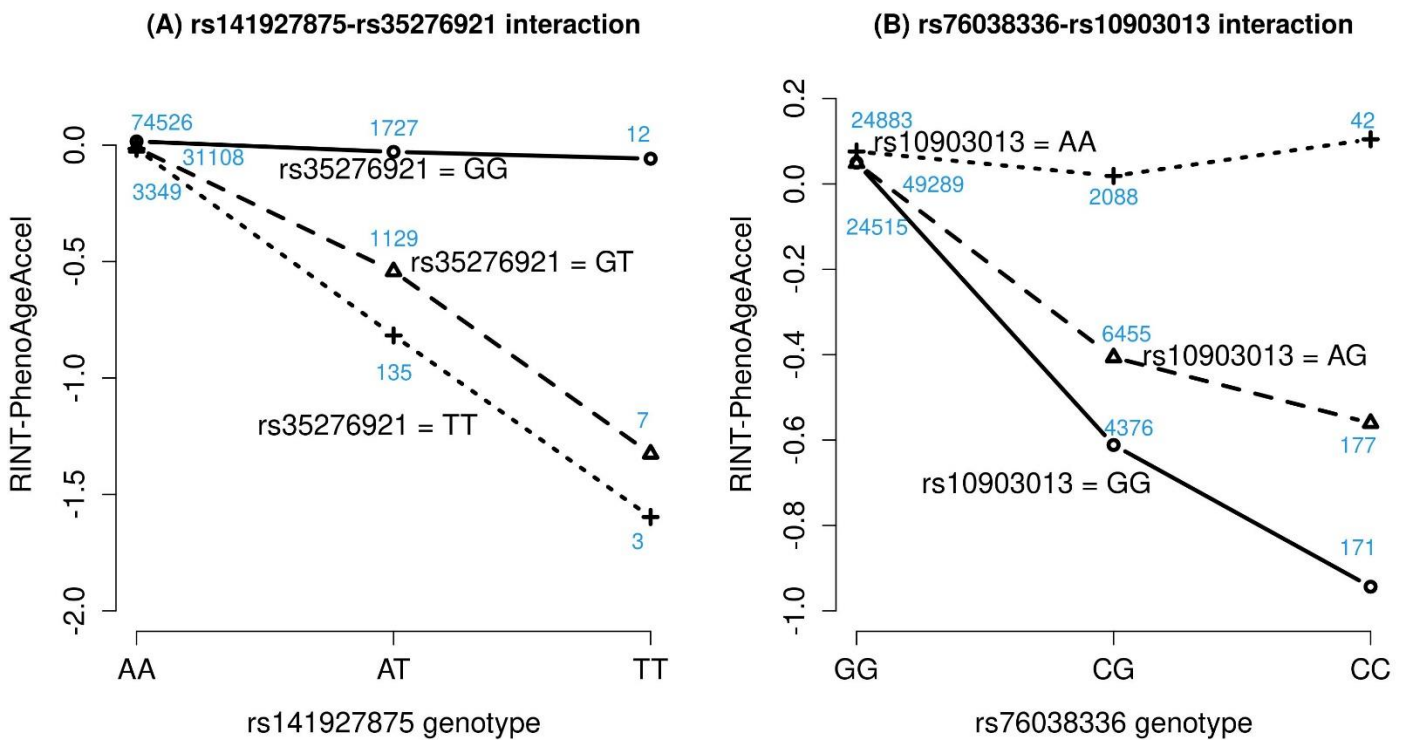 (A) rs141927875-rs35276921 interaction
RINT-PhenoAgeAccel
0.0
-0.5
-1.0
-1.5
-2.0
74526
1727
12
31108
rs35276921 = GG
3349
1129
rs35276921 = GT
135
rs35276921 = TT
7
3
AA
AT
TT
rs141927875 genotype
(B) rs76038336-rs10903013 interaction
RINT-PhenoAgeAccel
0.2
0.0
-0.2
-0.4
-0.6
-0.8
-1.0
24883
42
rs10903013 = AA
49289
2088
24515
6455
rs10903013 = AG
4376
177
rs10903013 = GG
171
GG
CG
CC
rs76038336 genotype